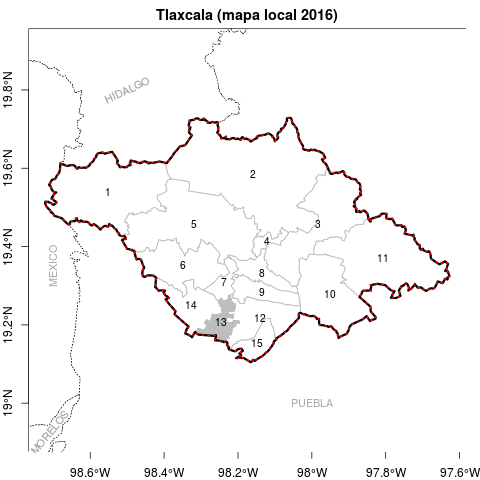 Tlaxcala (mapa local 2016)
HIDALGO
19.8°N
19.6°N
19.4°N
19.2°N
19°N
MEXICO
MORELOS
PUEBLA
1
2
3
4
5
6
7
8
9
10
11
12
13
14
15
98.6°W
98.4°W
98.2°W
98°W
97.8°W
97.6°W